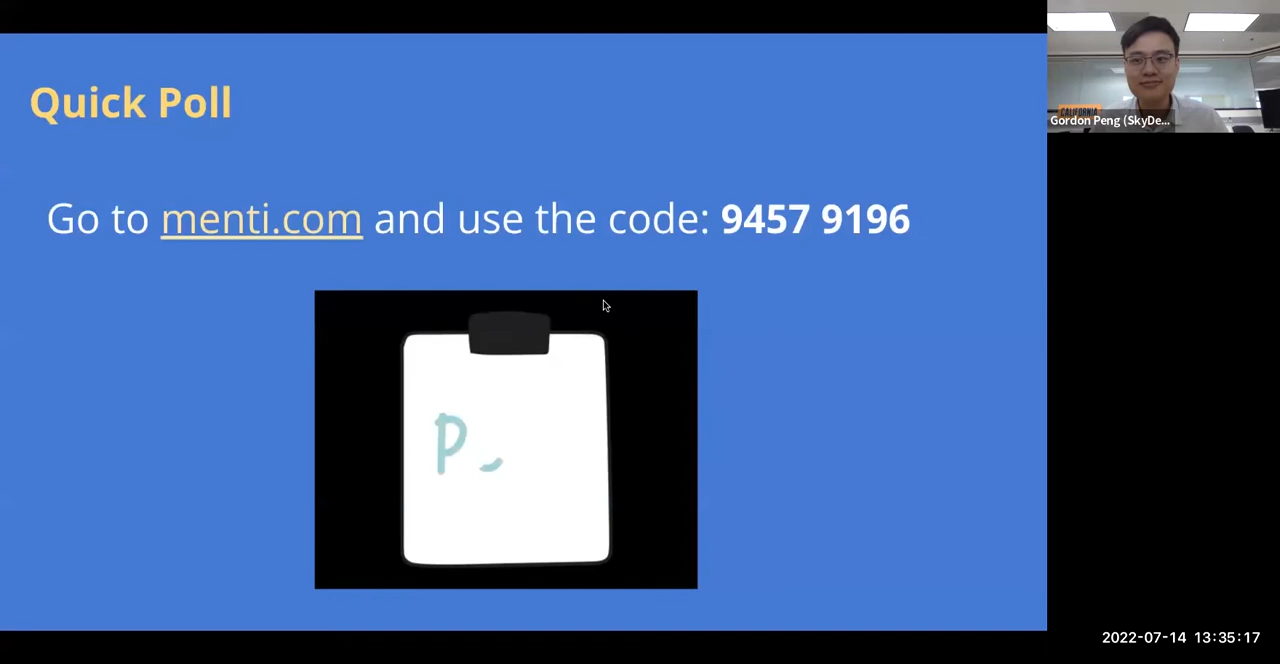 Quick Poll
Go to menti.com and use the code: 9457 9196
P
CALIFORNIA
Gordon Peng (SkyDe...
2022-07-14 13:35:17